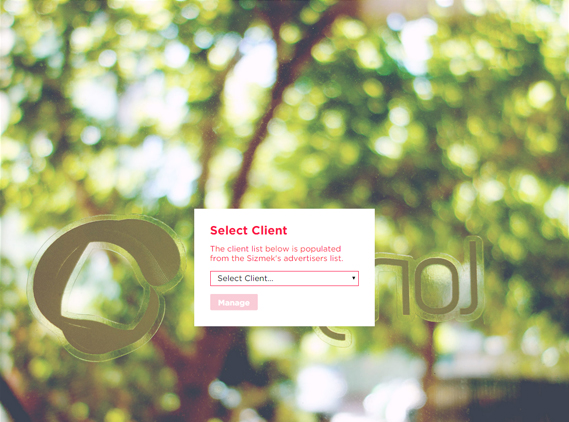 Select Client
The client list below is populated
from the Sizmek's advertisers list.
Select Client...
Manage